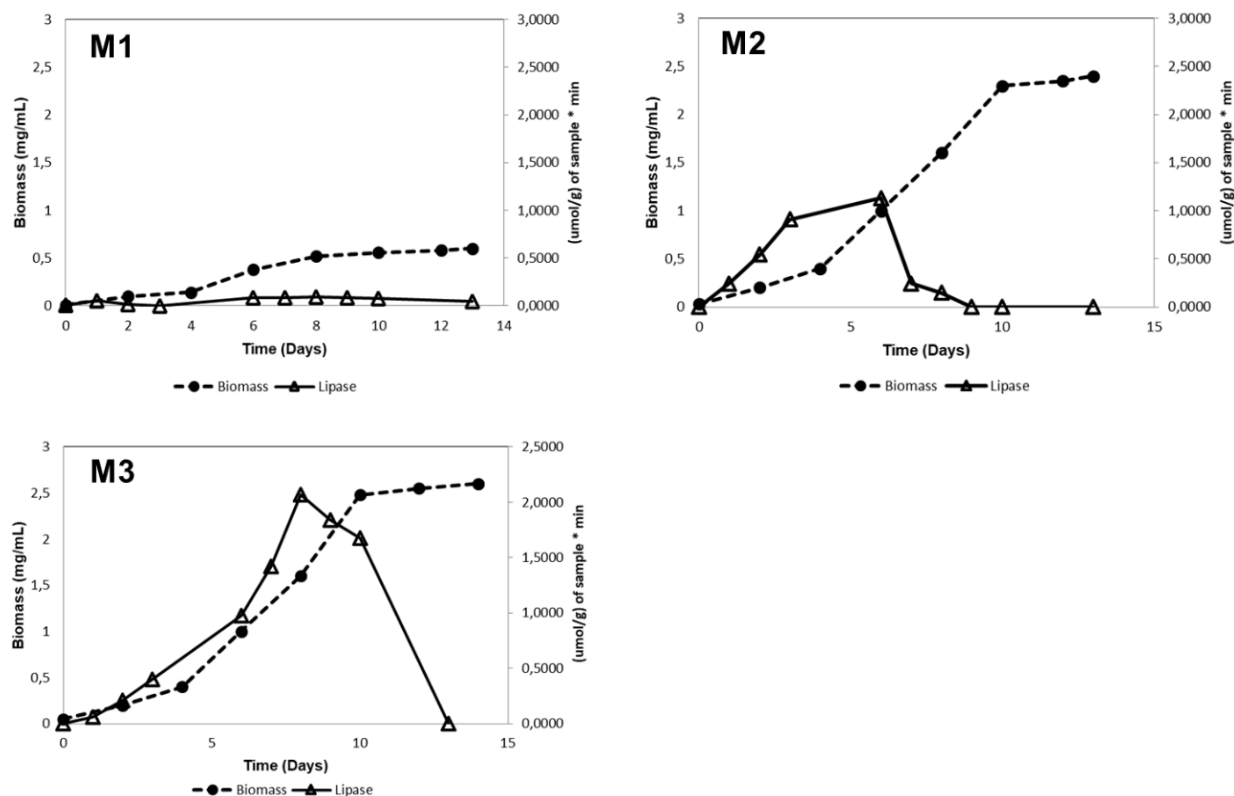 M1
3
2,5
2
1,5
1
0,5
0
3,0000
2,5000
2,0000
1,5000
1,0000
0,5000
0,0000
0 2 4 6 8 10 12 14
Biomass (mg/mL)
(umol/g) of sample * min
Time (Days)
Biomass Lipase
M2
3
2,5
2
1,5
1
0,5
0
3,0000
2,5000
2,0000
1,5000
1,0000
0,5000
0,0000
0 5 10 15
Biomass (mg/mL)
(umol/g) of sample * min
Time (Days)
Biomass Lipase
M3
3
2,5
2
1,5
1
0,5
0
2,5000
2,0000
1,5000
1,0000
0,5000
0,0000
0 5 10 15
Biomass (mg/mL)
(umol/g) of sample * min
Time (Days)
Biomass Lipase